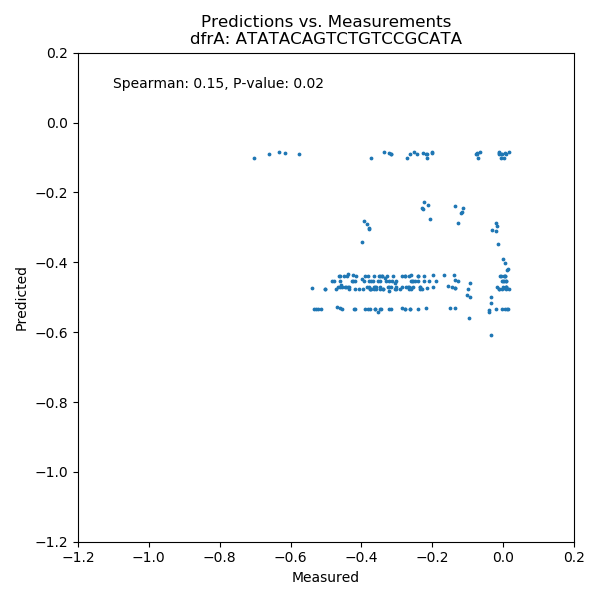 Predictions vs. Measurements
dfrA: ATATACAGTCTGTCCGCATA
Spearman: 0.15, P-value: 0.02
0.2
0.0
−0.2
−0.4
−0.6
−0.8
−1.0
−1.2
Predicted
−1.2 −1.0 −0.8 −0.6 −0.4 −0.2 0.0 0.2
Measured